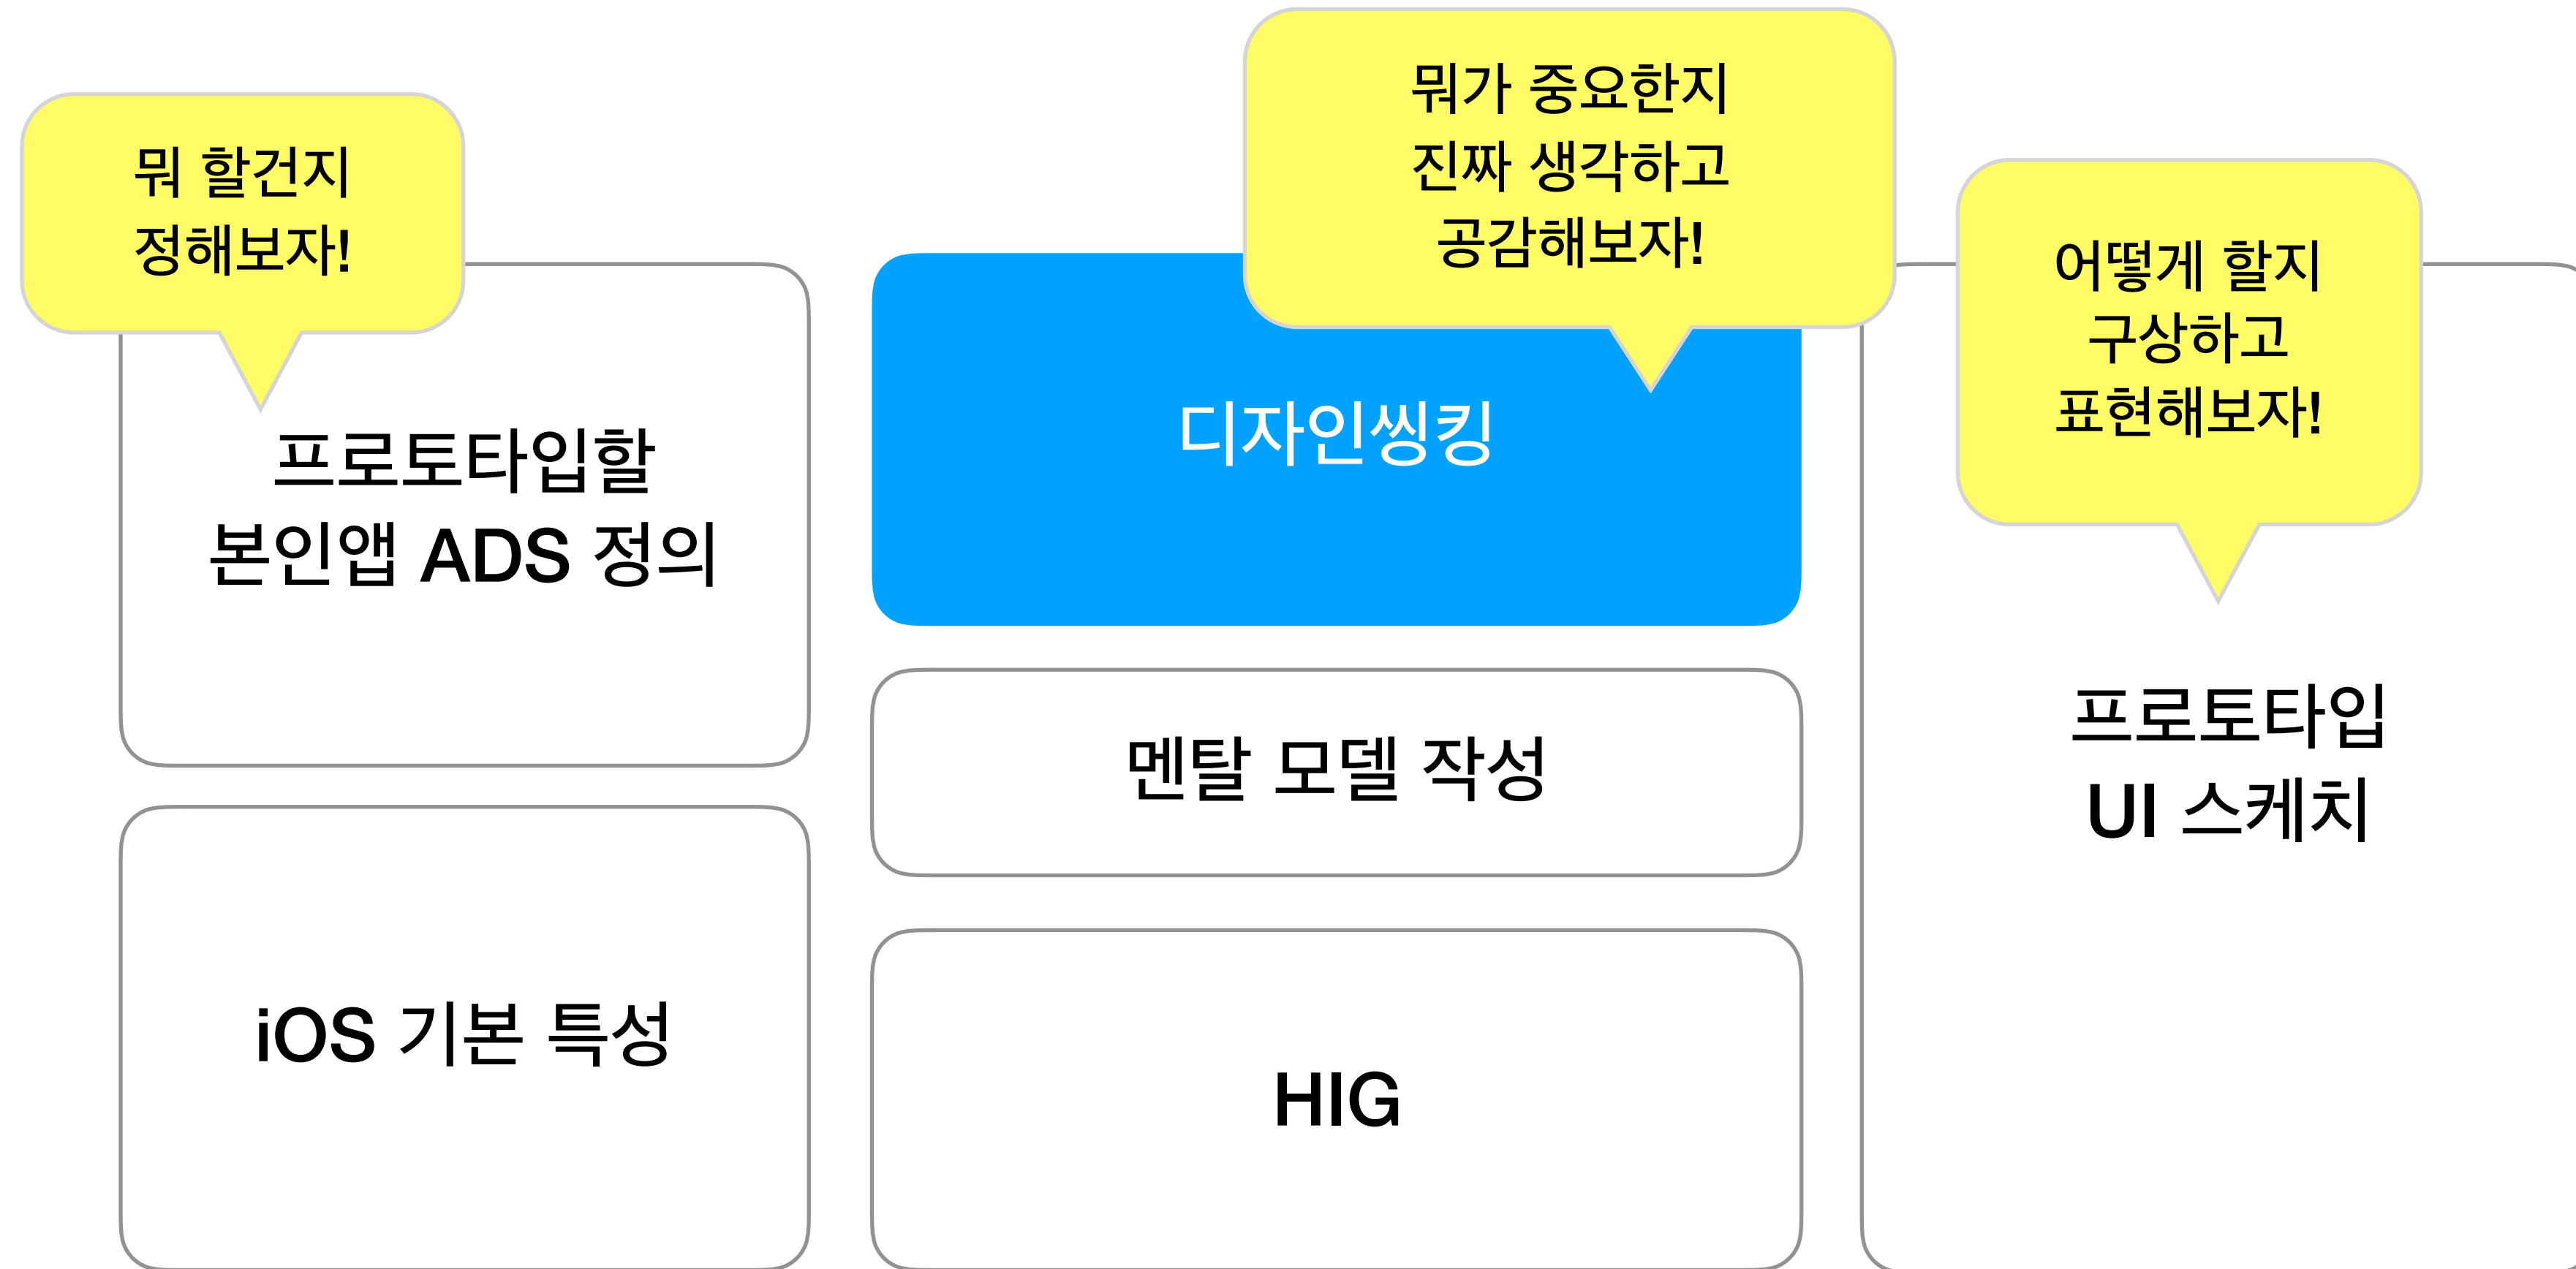 뭐 할건지
정해보자!
프로토타입할
본인앱 ADS 정의
iOS 기본 특성
뭐가 중요한지
진짜 생각하고
공감해보자!
디자인씽킹
멘탈 모델 작성
HIG
어떻게 할지
구상하고
표현해보자!
프로토타입
UI 스케치